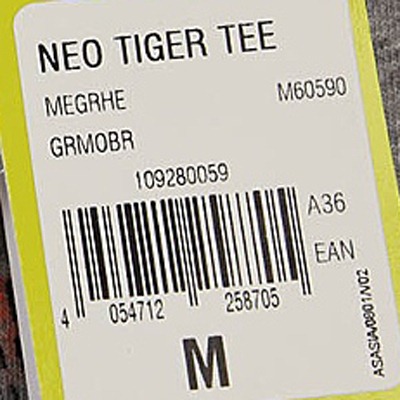 NEO TIGER TEE
MEGRHE M60590
GRMOBR
109280059
A36
EAN
4 054712 258705
M
ASASIA/0801/V02